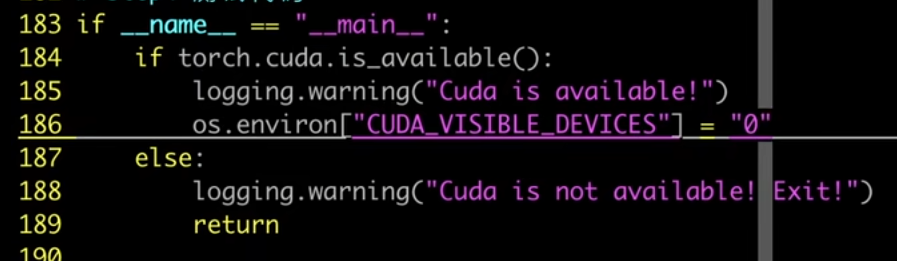 183 if __name__ == "__main__":
184     if torch.cuda.is_available():
185         logging.warning("Cuda is available!")
186         os.environ["CUDA_VISIBLE_DEVICES"] = "0"
187     else:
188         logging.warning("Cuda is not available! Exit!")
189         return
190